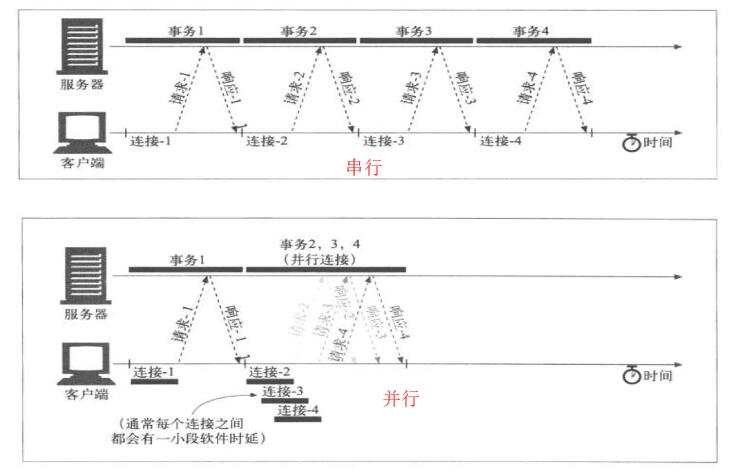 事务1 事务2 事务3 事务4
请求-1 响应-1 请求-2 响应-2 请求-3 响应-3 请求-4 响应-4
服务器
连接-1 连接-2 连接-3 连接-4 时间
客户端
串行
事务2，3，4
事务1 （并行连接）
请求-1 响应-1 请求-2 请求-3 请求-4 响应-3 响应-4
服务器
连接-1 连接-2 时间
客户端
连接-3
并行
连接-4
（通常每个连接之间
都会有一小段软件时延）